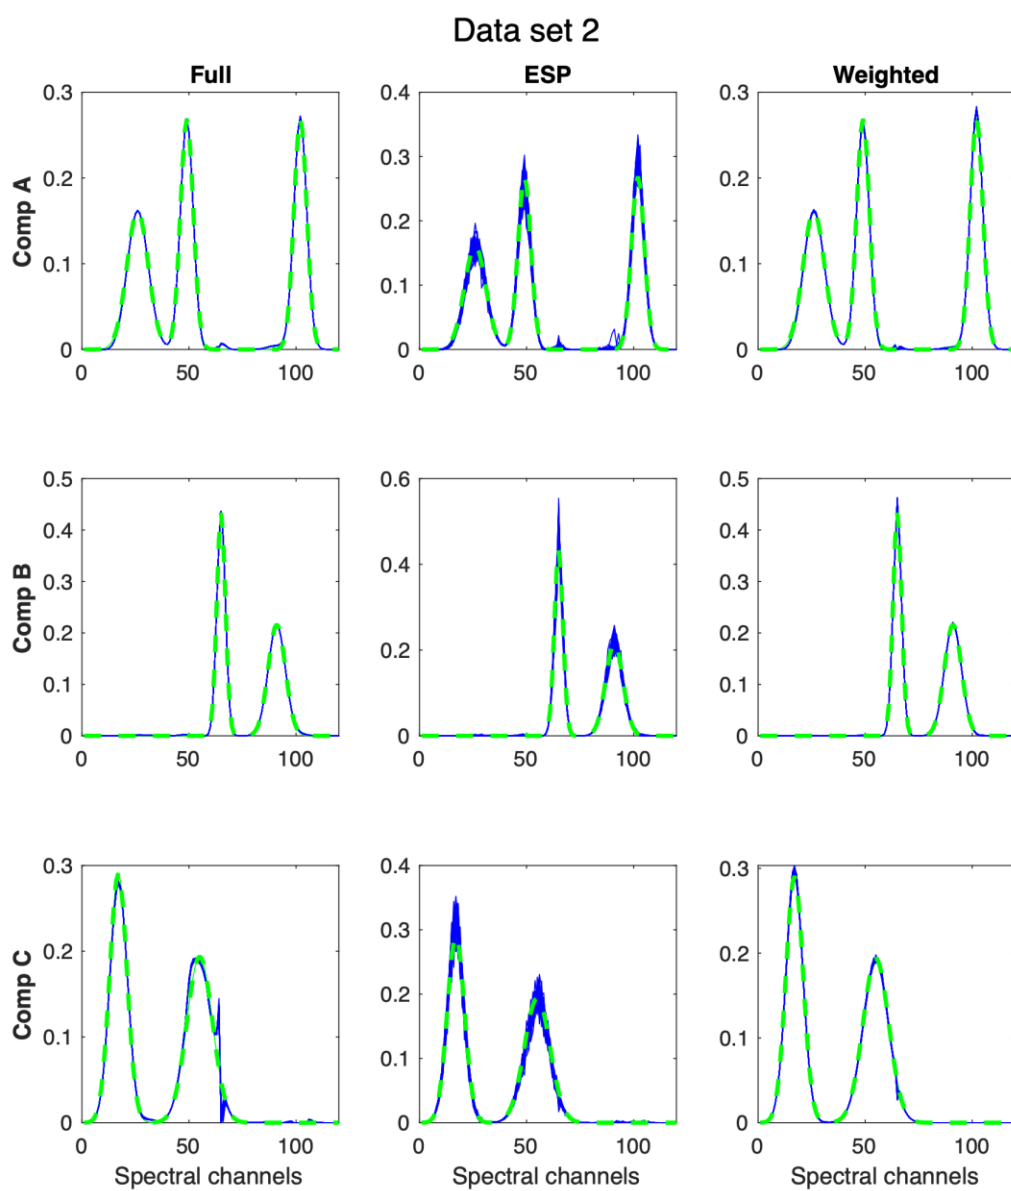 Data set 2
Full ESP Weighted
Comp A
0.3 0.2 0.1 0
0 50 100
0.4 0.3 0.2 0.1 0
0 50 100
0.3 0.2 0.1 0
0 50 100
Comp B
0.5 0.4 0.3 0.2 0.1 0
0 50 100
0.6 0.4 0.2 0
0 50 100
0.5 0.4 0.3 0.2 0.1 0
0 50 100
Comp C
0.3 0.2 0.1 0
0 50 100
Spectral channels
0.4 0.3 0.2 0.1 0
0 50 100
Spectral channels
0.3 0.2 0.1 0
0 50 100
Spectral channels